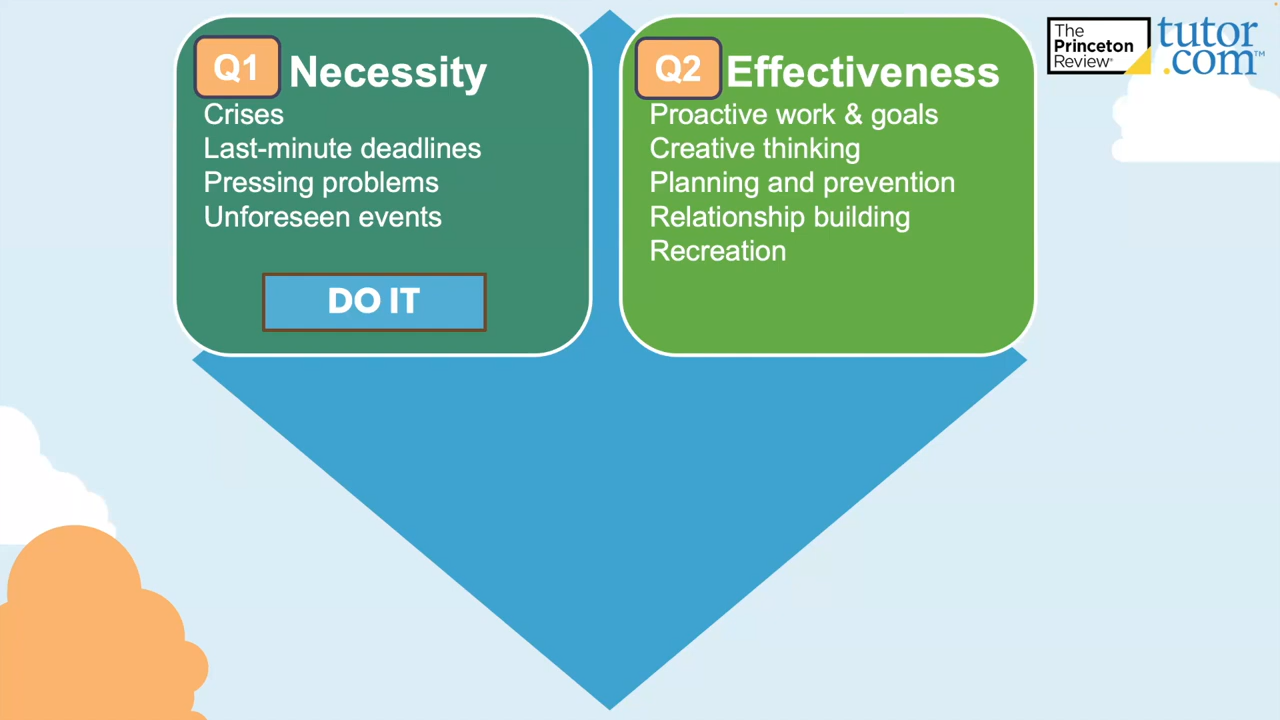 Q1 Necessity
Crises
Last-minute deadlines
Pressing problems
Unforeseen events
DO IT
Q2 Effectiveness
Proactive work & goals
Creative thinking
Planning and prevention
Relationship building
Recreation
The
Princeton
Review®
tutor
.com™